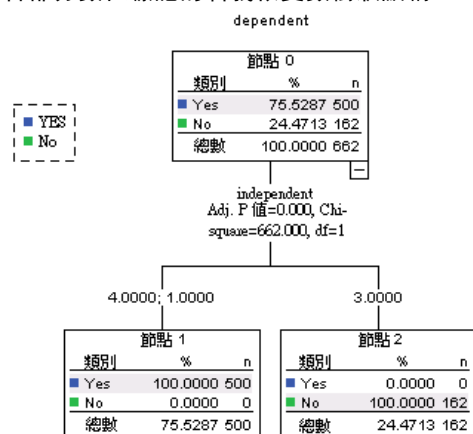 dependent
節點 0
類別 % n
Yes 75.5287 500
No 24.4713 162
總數 100.0000 662
YES
No
independent
Adj. P 值=0.000, Chi-
square=662.000, df=1
4.0000; 1.0000
3.0000
節點 1
類別 % n
Yes 100.0000 500
No 0.0000 0
總數 75.5287 500
節點 2
類別 % n
Yes 0.0000 0
No 100.0000 162
總數 24.4713 162